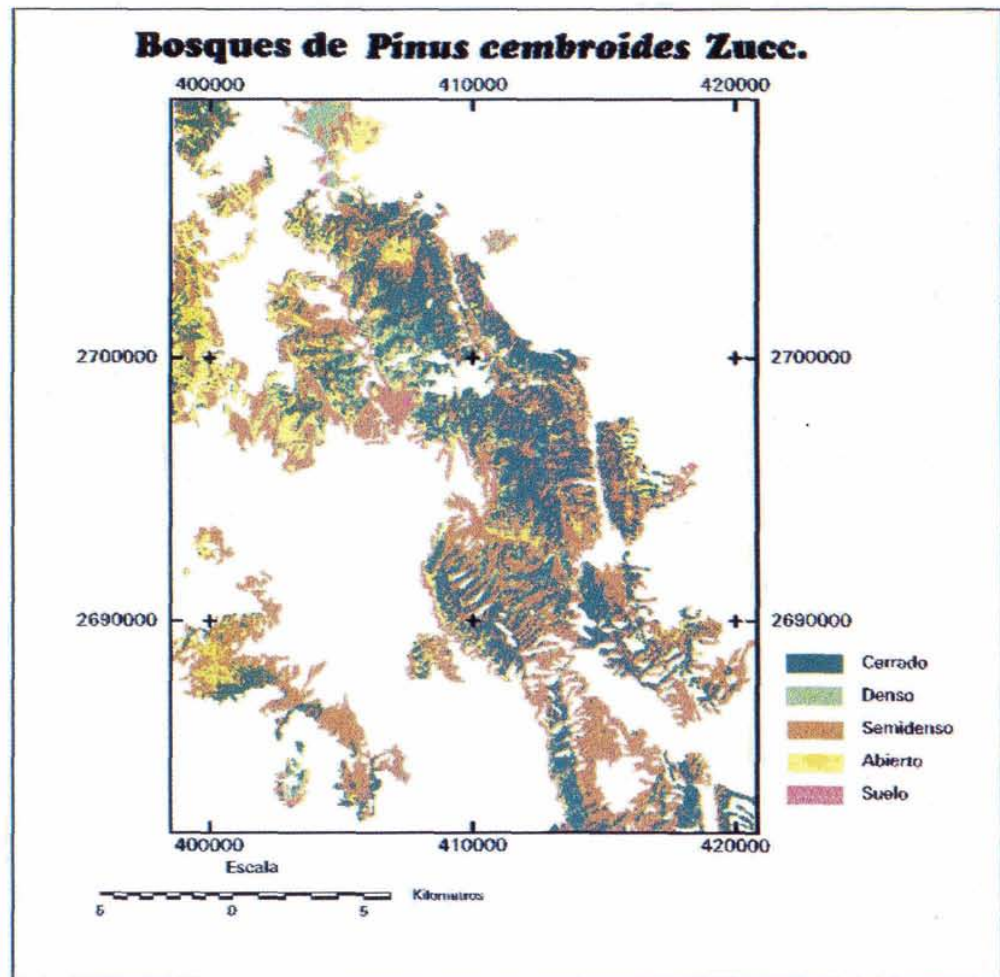 Bosques de Pinus cembroides Zucc.
400000 410000 420000
2700000 2700000
2690000 2690000
Cerrado
Denso
Semidenso
Abierto
Suelo
400000 410000 420000
Escala
Kilometros
5 0 5